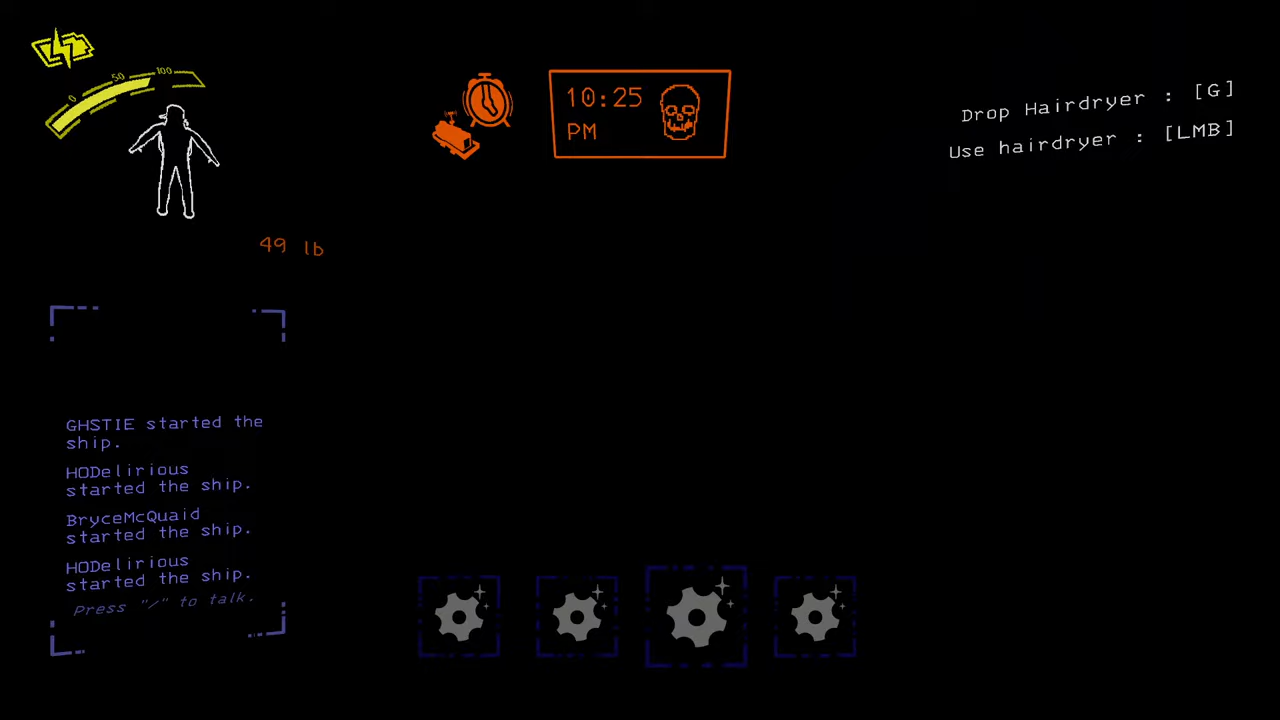 0 50 100
10:25
PM
Drop Hairdryer : [G]
Use hairdryer : [LMB]
49 lb
GHSTIE started the
ship.
HODelirious
started the ship.
BryceMcQuaid
started the ship.
HODelirious
started the ship.
Press "/" to talk.